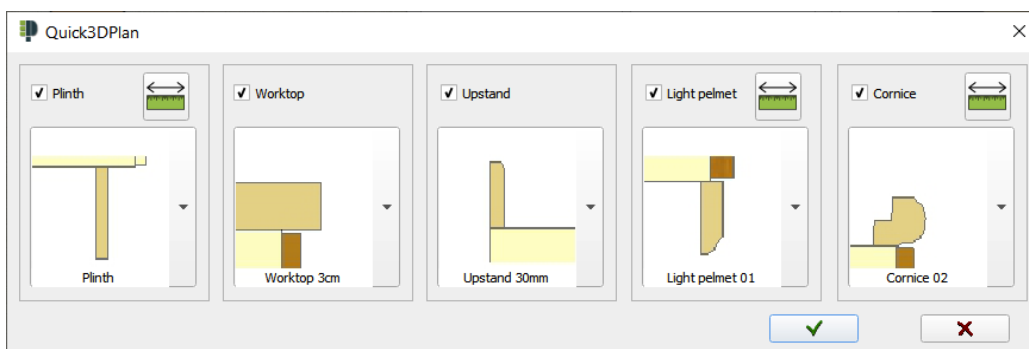 Quick3DPlan
Plinth
Worktop
Upstand
Light pelmet
Cornice
Plinth
Worktop 3cm
Upstand 30mm
Light pelmet 01
Cornice 02